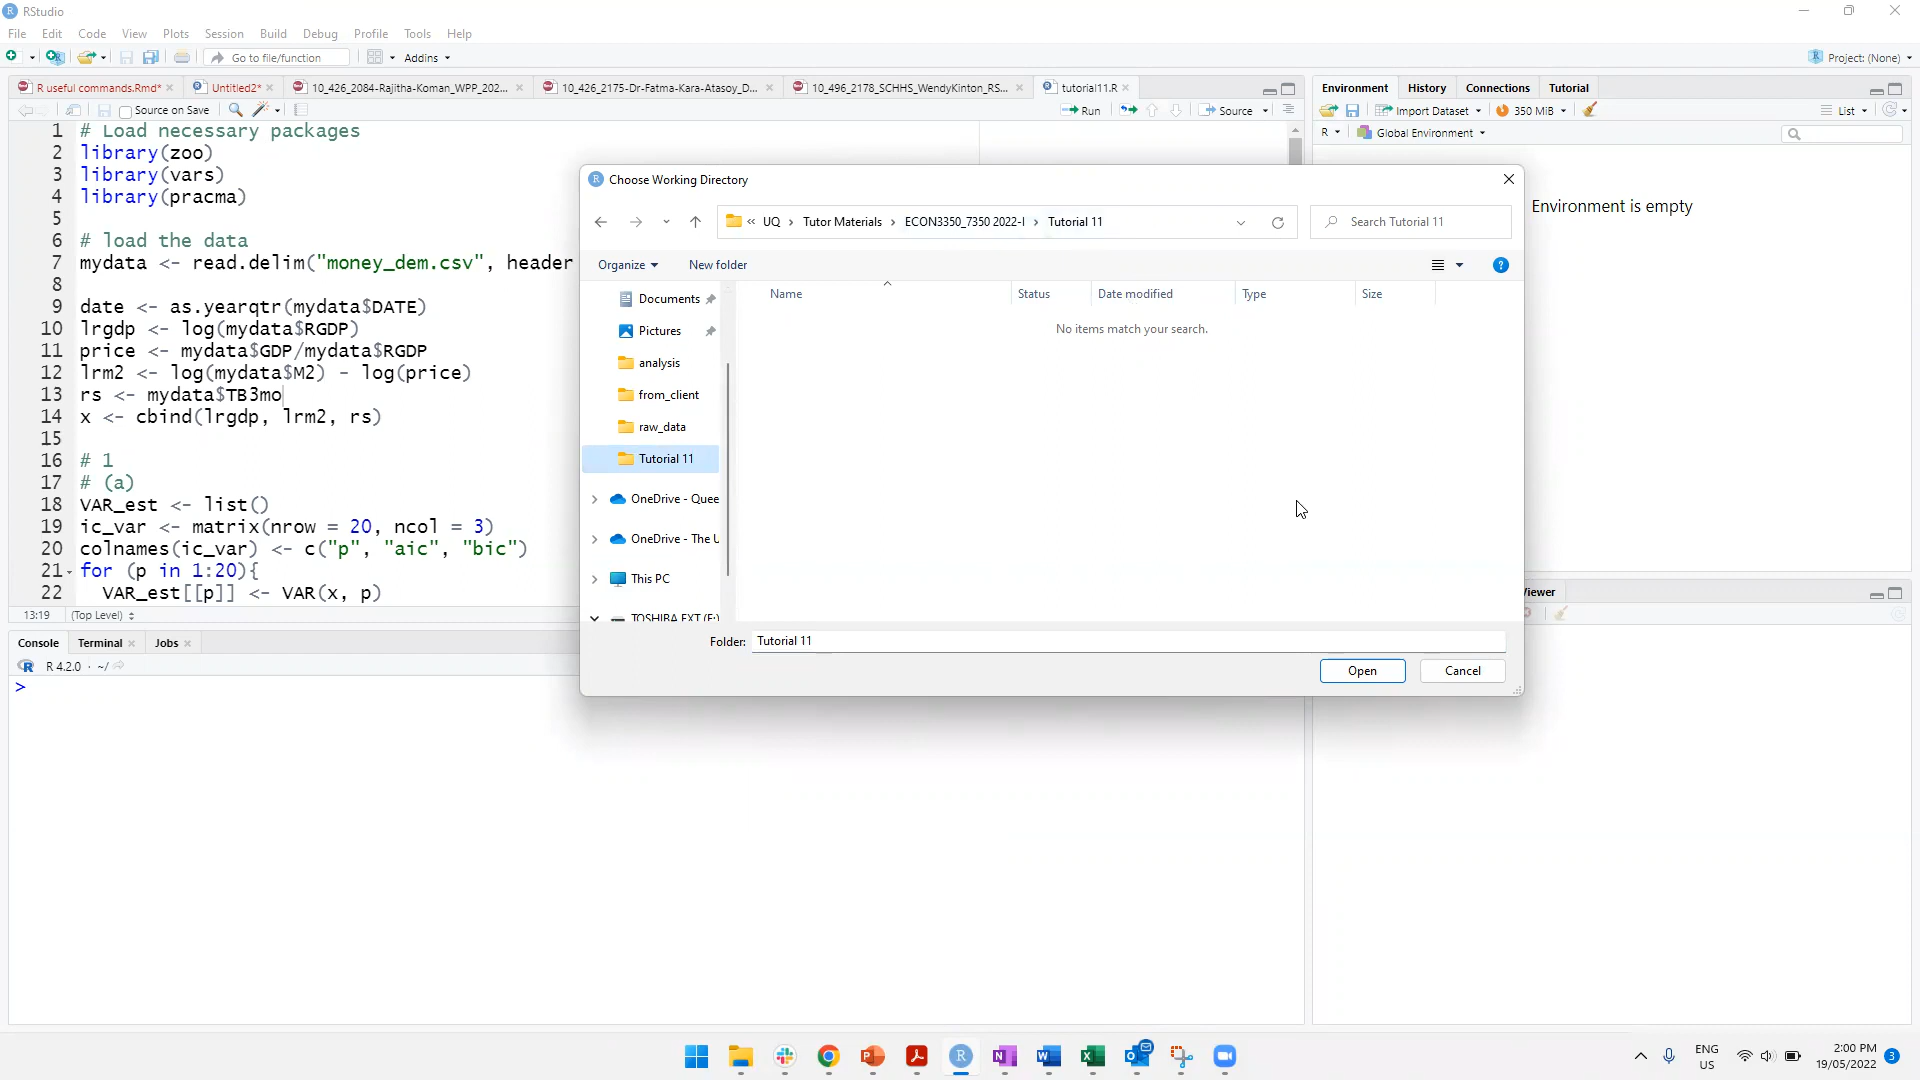 RStudio
File Edit Code View Plots Session Build Debug Profile Tools Help
Go to file/function
Addins
Project: (None)
R useful commands.Rmd*
Untitled2*
10_426_2084-Rajitha-Koman_WPP_202...
10_426_2175-Dr-Fatma-Kara-Atasoy_D...
10_496_2178_SCHHS_WendyKinton_RS...
tutorial11.R
Source on Save
Run
Source
1 # Load necessary packages
2 library(zoo)
3 library(vars)
4 library(pracma)
5
6 # load the data
7 mydata <- read.delim("money_dem.csv", header
8
9 date <- as.yearqtr(mydata$DATE)
10 lrgdp <- log(mydata$RGDP)
11 price <- mydata$GDP/mydata$RGDP
12 lrm2 <- log(mydata$M2) - log(price)
13 rs <- mydata$TB3mo
14 x <- cbind(lrgdp, lrm2, rs)
15
16 # 1
17 # (a)
18 VAR_est <- list()
19 ic_var <- matrix(nrow = 20, ncol = 3)
20 colnames(ic_var) <- c("p", "aic", "bic")
21 for (p in 1:20){
22 VAR_est[[p]] <- VAR(x, p)
13:19 (Top Level)
Console Terminal Jobs
R 4.2.0 · ~/
>
Choose Working Directory
« UQ › Tutor Materials › ECON3350_7350 2022-I › Tutorial 11
Search Tutorial 11
Organize New folder
?
Name Status Date modified Type Size
No items match your search.
Documents
Pictures
analysis
from_client
raw_data
Tutorial 11
OneDrive - Quee
OneDrive - The U
This PC
TOSHIBA EXT (E:)
Folder: Tutorial 11
Open Cancel
Environment History Connections Tutorial
Import Dataset 350 MiB List
R Global Environment
Environment is empty
Viewer
ENG
US
2:00 PM
19/05/2022
3